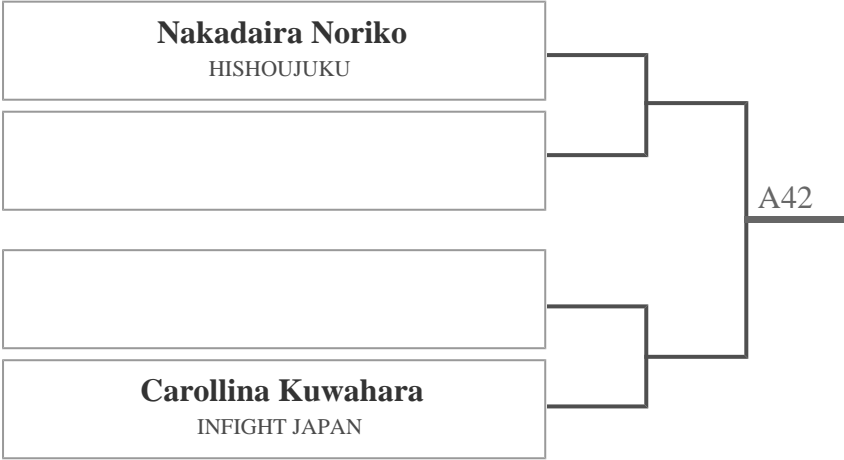 Nakadaira Noriko
HISHOUJUKU
A42
Carollina Kuwahara
INFIGHT JAPAN